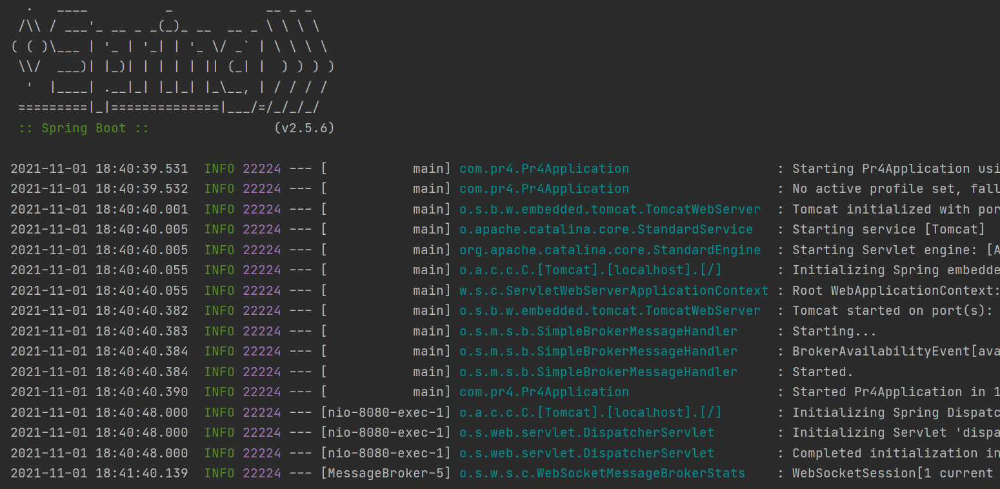 .   ____          _            __ _ _
 /\\ / ___'_ __ _ _(_)_ __  __ _ \ \ \ \
( ( )\___ | '_ | '_| | '_ \/ _` | \ \ \ \
 \\/  ___)| |_)| | | | | || (_| |  ) ) ) )
  '  |____| .__|_| |_|_| |_\__, | / / / /
 =========|_|==============|___/=/_/_/_/
 :: Spring Boot ::                (v2.5.6)
2021-11-01 18:40:39.531  INFO 22224 --- [           main] com.pr4.Pr4Application                   : Starting Pr4Application usi
2021-11-01 18:40:39.532  INFO 22224 --- [           main] com.pr4.Pr4Application                   : No active profile set, fall
2021-11-01 18:40:40.001  INFO 22224 --- [           main] o.s.b.w.embedded.tomcat.TomcatWebServer  : Tomcat initialized with por
2021-11-01 18:40:40.005  INFO 22224 --- [           main] o.apache.catalina.core.StandardService   : Starting service [Tomcat]
2021-11-01 18:40:40.005  INFO 22224 --- [           main] org.apache.catalina.core.StandardEngine  : Starting Servlet engine: [A
2021-11-01 18:40:40.055  INFO 22224 --- [           main] o.a.c.c.C.[Tomcat].[localhost].[/]       : Initializing Spring embedde
2021-11-01 18:40:40.055  INFO 22224 --- [           main] w.s.c.ServletWebServerApplicationContext : Root WebApplicationContext:
2021-11-01 18:40:40.382  INFO 22224 --- [           main] o.s.b.w.embedded.tomcat.TomcatWebServer  : Tomcat started on port(s):
2021-11-01 18:40:40.383  INFO 22224 --- [           main] o.s.m.s.b.SimpleBrokerMessageHandler     : Starting...
2021-11-01 18:40:40.384  INFO 22224 --- [           main] o.s.m.s.b.SimpleBrokerMessageHandler     : BrokerAvailabilityEvent[ava
2021-11-01 18:40:40.384  INFO 22224 --- [           main] o.s.m.s.b.SimpleBrokerMessageHandler     : Started.
2021-11-01 18:40:40.390  INFO 22224 --- [           main] com.pr4.Pr4Application                   : Started Pr4Application in 1
2021-11-01 18:40:48.000  INFO 22224 --- [nio-8080-exec-1] o.a.c.c.C.[Tomcat].[localhost].[/]       : Initializing Spring Dispatc
2021-11-01 18:40:48.000  INFO 22224 --- [nio-8080-exec-1] o.s.web.servlet.DispatcherServlet        : Initializing Servlet 'dispa
2021-11-01 18:40:48.000  INFO 22224 --- [nio-8080-exec-1] o.s.web.servlet.DispatcherServlet        : Completed initialization in
2021-11-01 18:41:40.139  INFO 22224 --- [MessageBroker-5] o.s.w.s.c.WebSocketMessageBrokerStats    : WebSocketSession[1 current